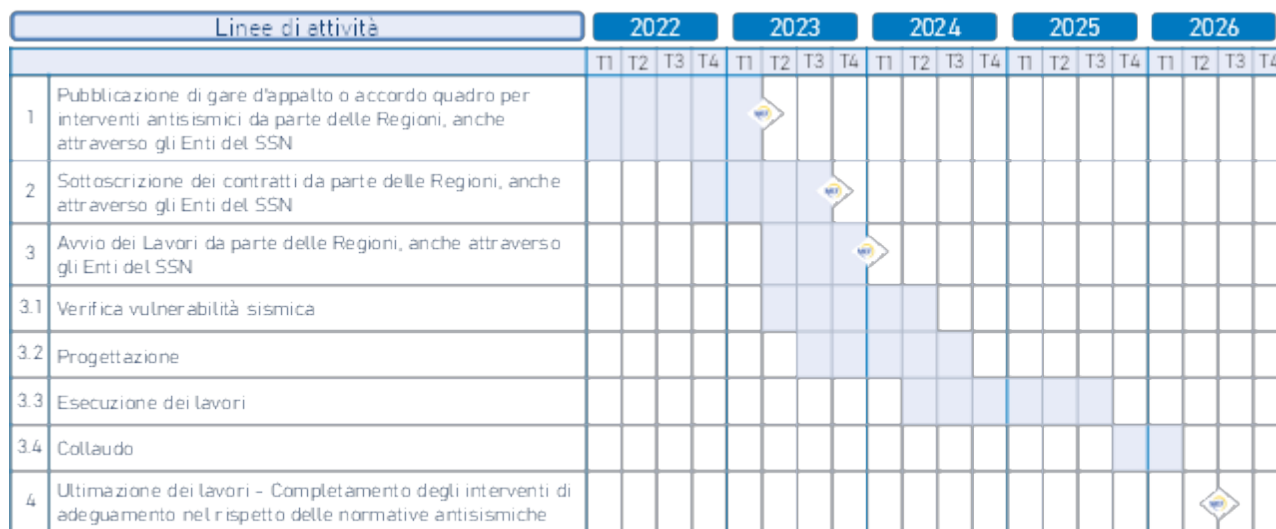 Linee di attività 2022 2023 2024 2025 2026
T1 T2 T3 T4 T1 T2 T3 T4 T1 T2 T3 T4 T1 T2 T3 T4 T1 T2 T3 T4
1 Pubblicazione di gare d'appalto o accordo quadro per
interventi antisismici da parte delle Regioni, anche
attraverso gli Enti del SSN
2 Sottoscrizione dei contratti da parte delle Regioni, anche
attraverso gli Enti del SSN
3 Avvio dei Lavori da parte delle Regioni, anche attraverso
gli Enti del SSN
3.1 Verifica vulnerabilità sismica
3.2 Progettazione
3.3 Esecuzione dei lavori
3.4 Collaudo
4 Ultimazione dei lavori - Completamento degli interventi di
adeguamento nel rispetto delle normative antisismiche